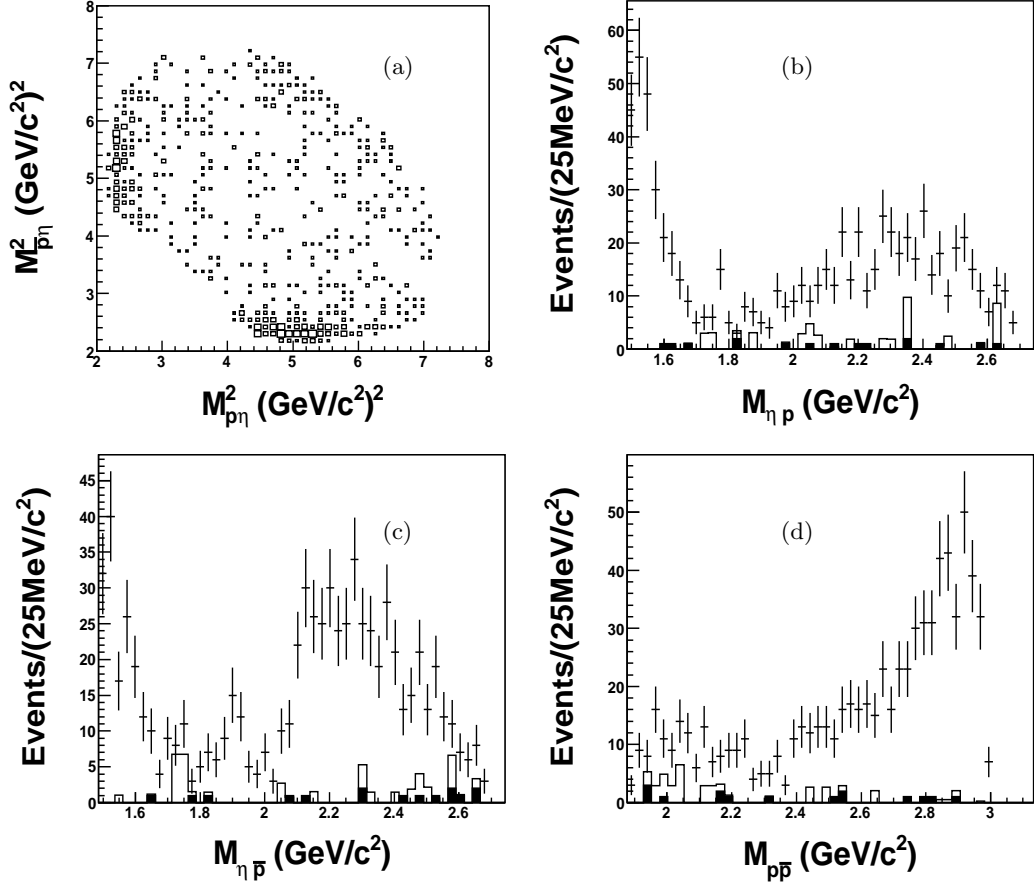 8
7
6
5
4
3
2
2 3 4 5 6 7 8
M²p̄η (GeV/c²)²
M²pη (GeV/c²)²
(a)
60
50
40
30
20
10
0
1.6 1.8 2 2.2 2.4 2.6
Events/(25MeV/c²)
Mη p (GeV/c²)
(b)
45
40
35
30
25
20
15
10
5
0
1.6 1.8 2 2.2 2.4 2.6
Events/(25MeV/c²)
Mη p̄ (GeV/c²)
(c)
50
40
30
20
10
0
2 2.2 2.4 2.6 2.8 3
Events/(25MeV/c²)
Mpp̄ (GeV/c²)
(d)